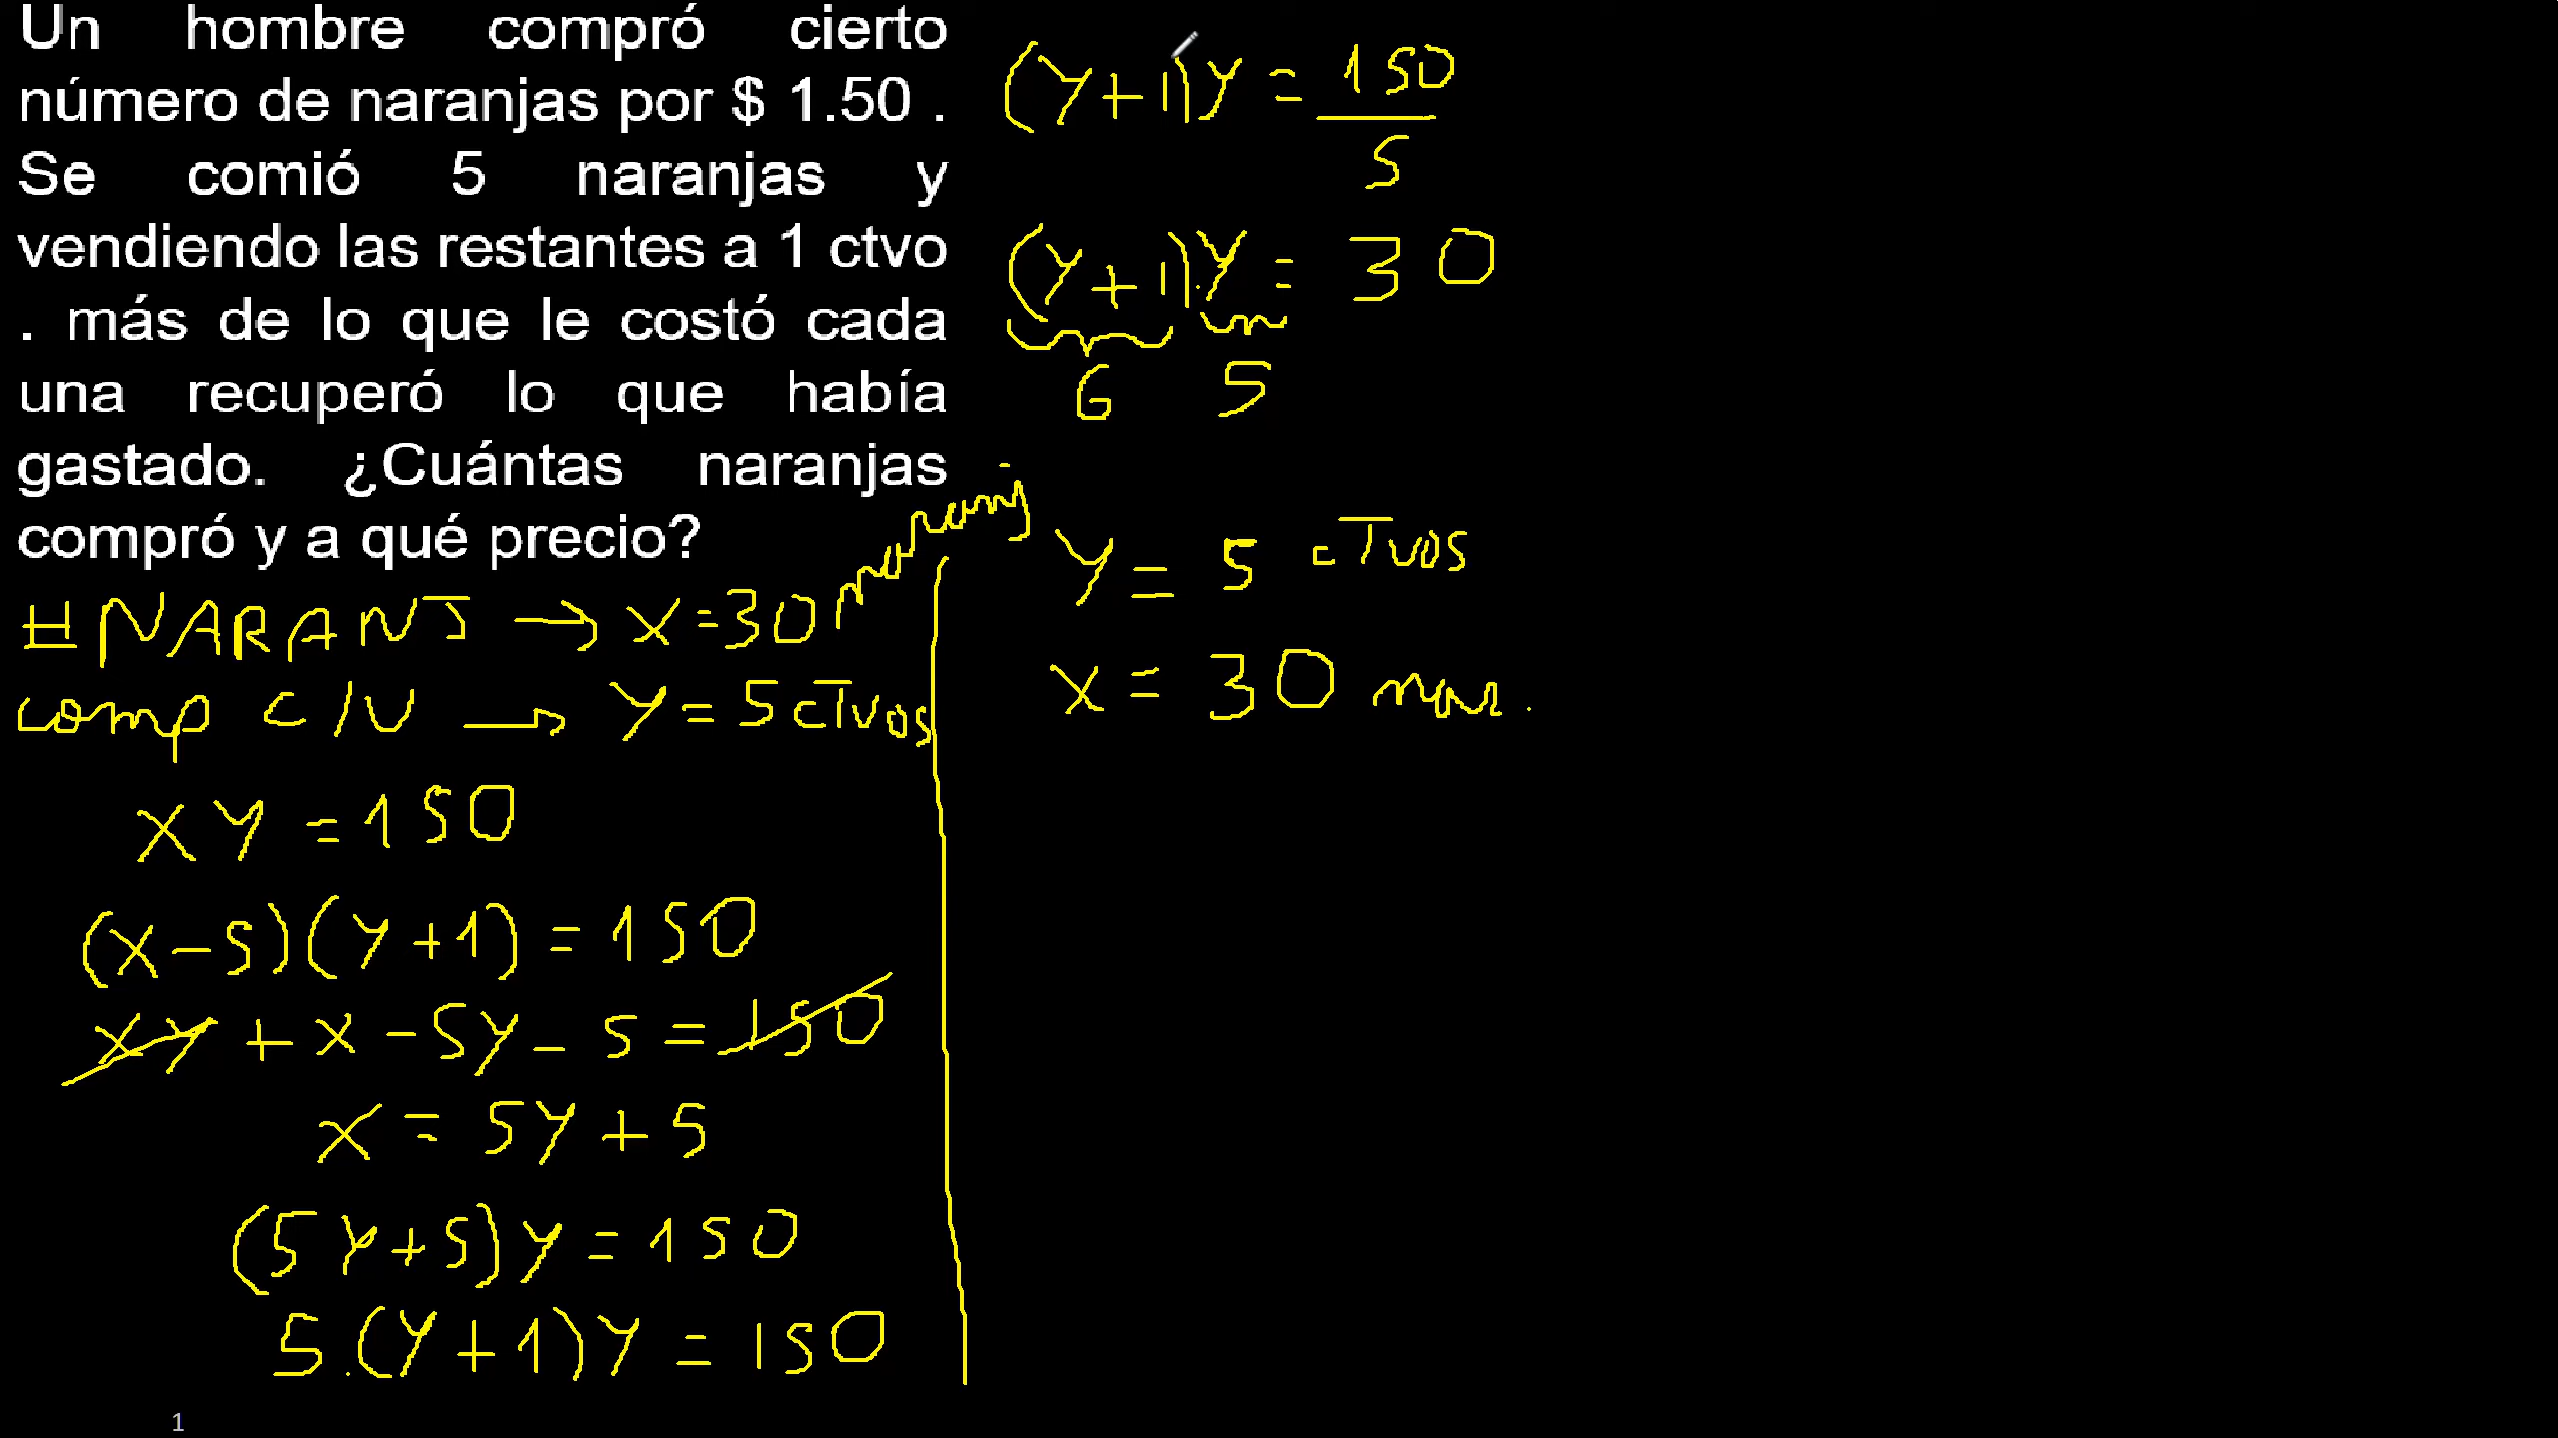 Un hombre compró cierto
número de naranjas por $ 1.50 .
Se comió 5 naranjas y
vendiendo las restantes a 1 ctvo
. más de lo que le costó cada
una recuperó lo que había
gastado. ¿Cuántas naranjas
compró y a qué precio?
# NARANJ → X = 30 naranj
comp C/U → Y = 5 cTvos
XY = 150
(X - 5)(Y + 1) = 150
XY + X - 5Y - 5 = 150
X = 5Y + 5
(5Y + 5)Y = 150
5.(Y + 1)Y = 150
(Y + 1)Y = 150
5
(Y + 1).Y = 30
6 5
Y = 5 cTvos
X = 30 nar.
1